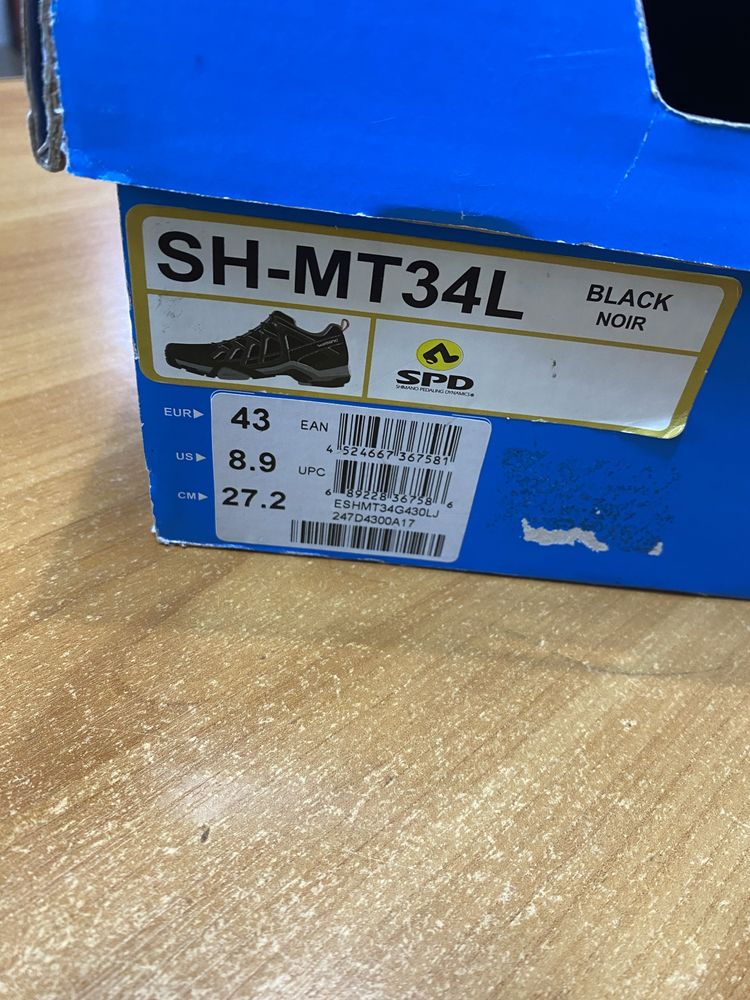 SH-MT34L
BLACK
NOIR
SHIMANO
SPD
SHIMANO PEDALING DYNAMICS
EUR 43
US 8.9
CM 27.2
EAN
4 524667 367581
UPC
6 89228 36758 6
ESHMT34G430LJ
247D4300A17